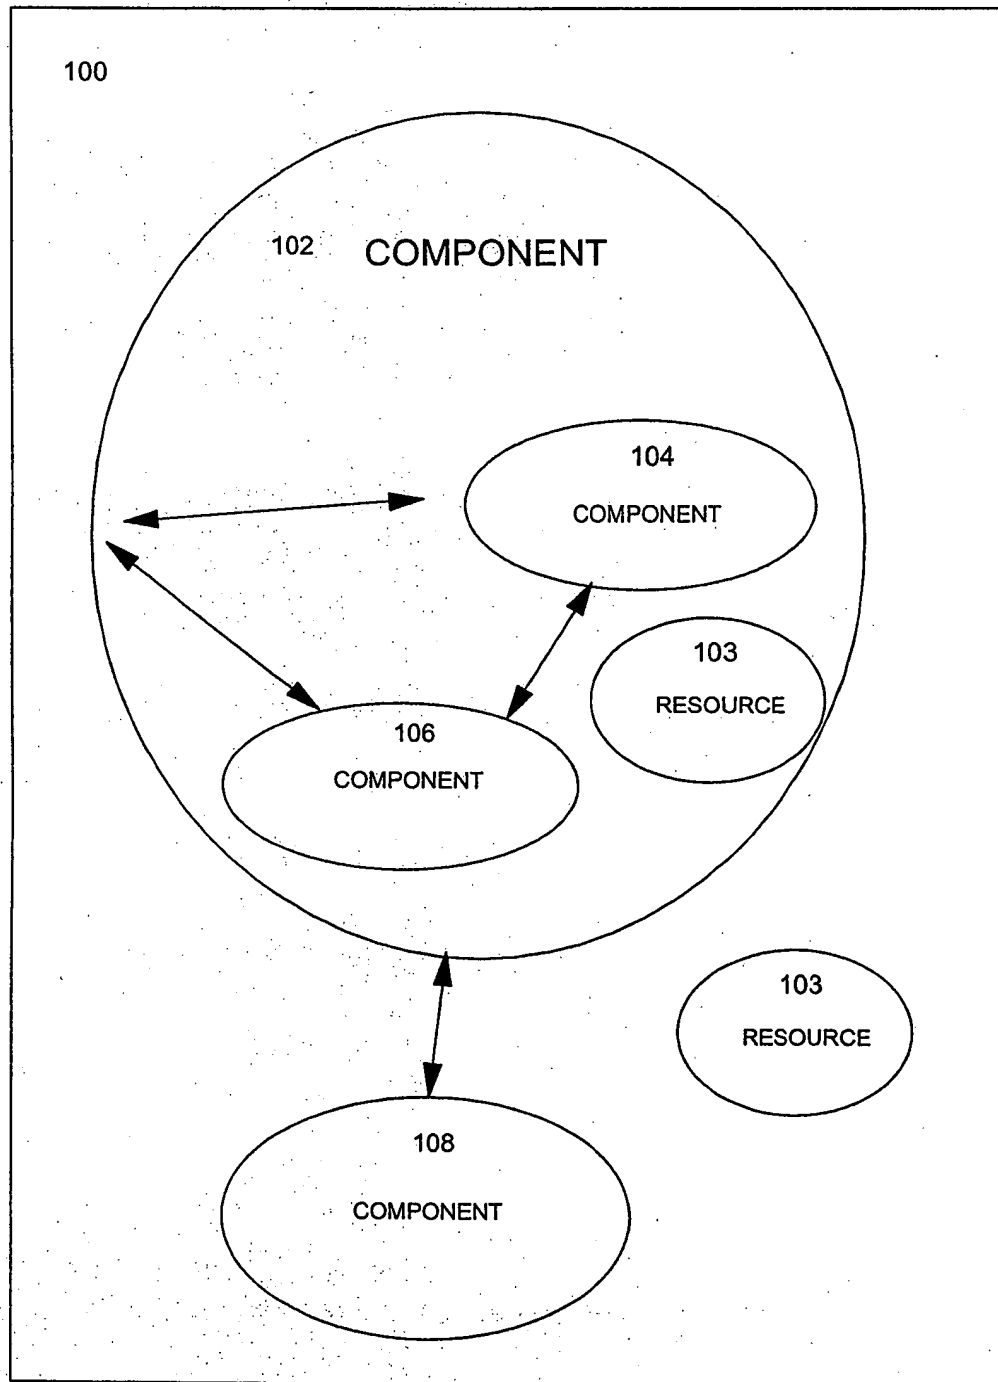 100
102 COMPONENT
104
COMPONENT
103
RESOURCE
106
COMPONENT
103
RESOURCE
108
COMPONENT